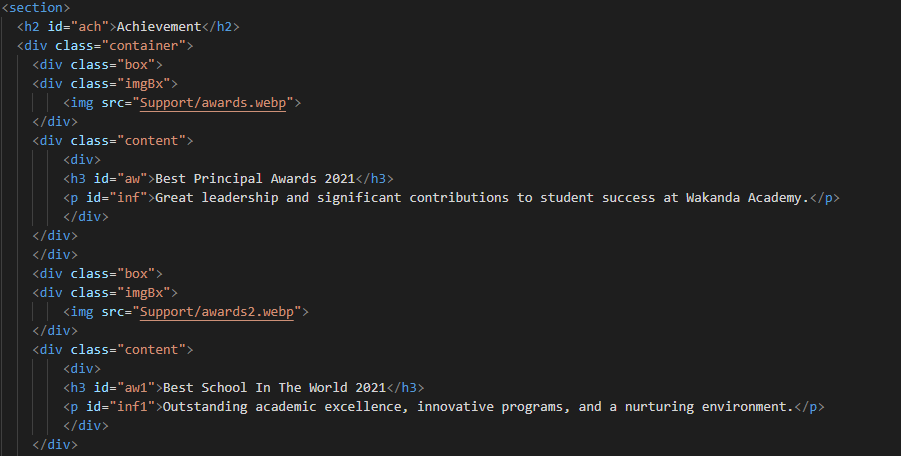 <section>
<h2 id="ach">Achievement</h2>
<div class="container">
<div class="box">
<div class="imgBx">
<img src="Support/awards.webp">
</div>
<div class="content">
<div>
<h3 id="aw">Best Principal Awards 2021</h3>
<p id="inf">Great leadership and significant contributions to student success at Wakanda Academy.</p>
</div>
</div>
</div>
<div class="box">
<div class="imgBx">
<img src="Support/awards2.webp">
</div>
<div class="content">
<div>
<h3 id="aw1">Best School In The World 2021</h3>
<p id="inf1">Outstanding academic excellence, innovative programs, and a nurturing environment.</p>
</div>
</div>